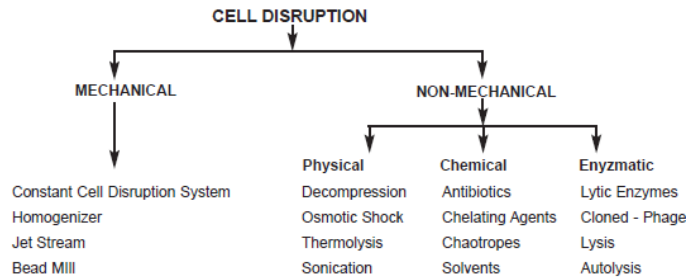 CELL DISRUPTION
MECHANICAL
NON-MECHANICAL
Physical Chemical Enyzmatic
Constant Cell Disruption System Decompression Antibiotics Lytic Enzymes
Homogenizer Osmotic Shock Chelating Agents Cloned - Phage
Jet Stream Thermolysis Chaotropes Lysis
Bead MIll Sonication Solvents Autolysis